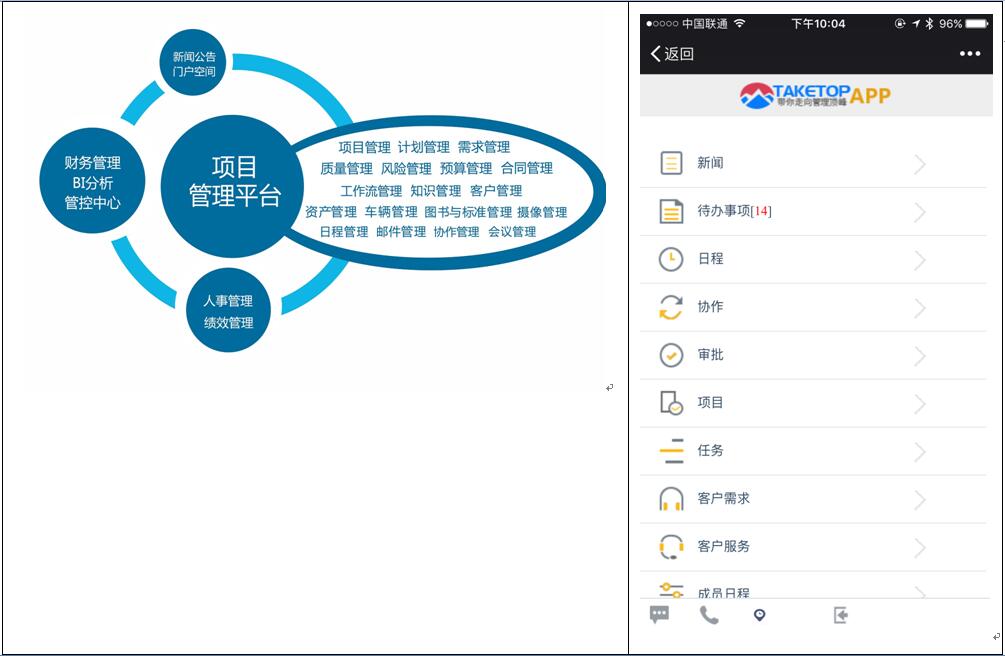 新闻公告
门户空间
财务管理
BI分析
管控中心
项目
管理平台
项目管理 计划管理 需求管理
质量管理 风险管理 预算管理 合同管理
工作流管理 知识管理 客户管理
资产管理 车辆管理 图书与标准管理 摄像管理
日程管理 邮件管理 协作管理 会议管理
人事管理
绩效管理
中国联通 下午10:04 96%
返回
TAKETOP APP
带你走向管理顶峰
新闻
待办事项[14]
日程
协作
审批
项目
任务
客户需求
客户服务
成员日程